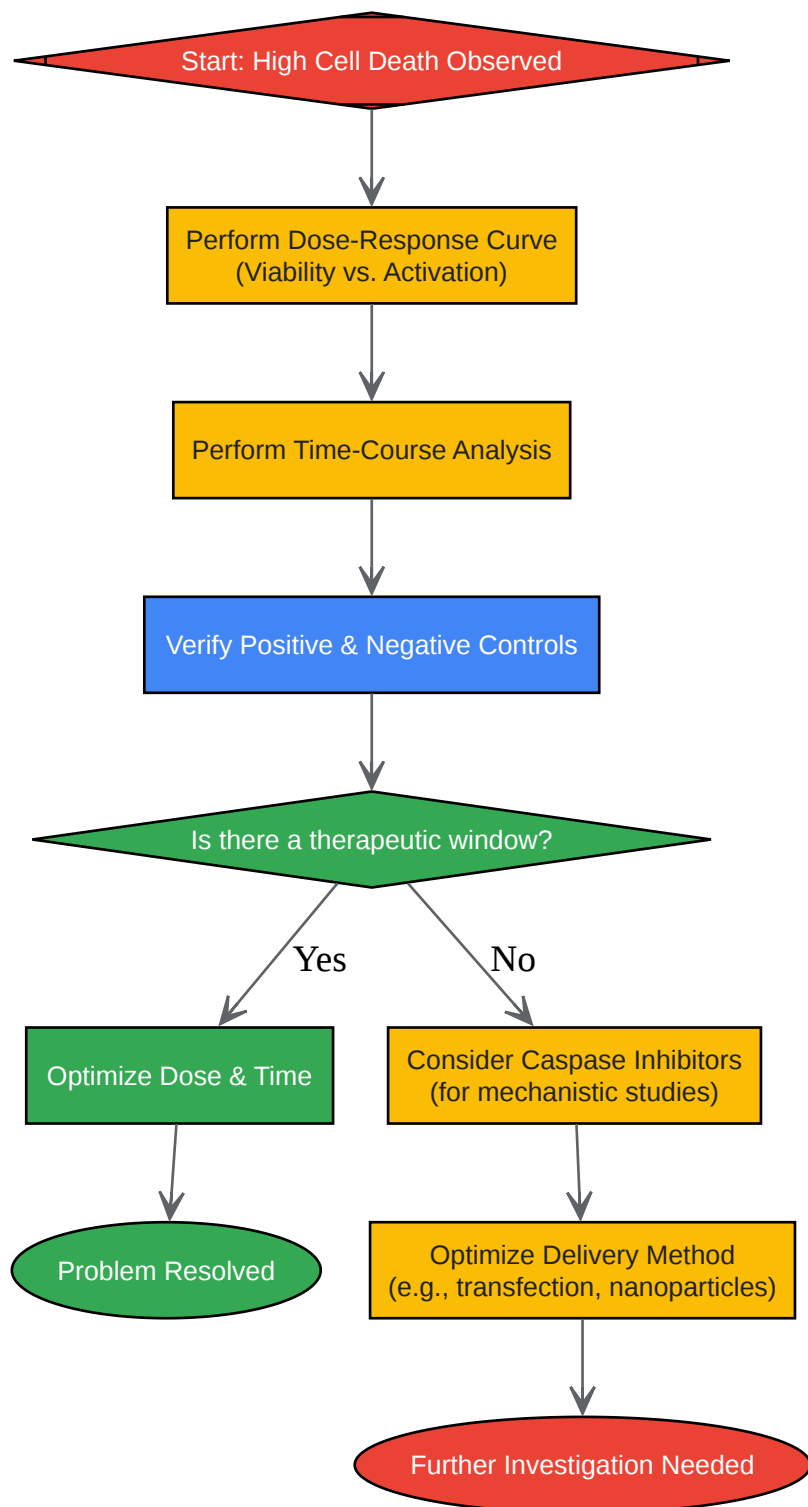 Start: High Cell Death Observed
Perform Dose-Response Curve
(Viability vs. Activation)
Perform Time-Course Analysis
Verify Positive & Negative Controls
Is there a therapeutic window?
Yes
No
Optimize Dose & Time
Consider Caspase Inhibitors
(for mechanistic studies)
Problem Resolved
Optimize Delivery Method
(e.g., transfection, nanoparticles)
Further Investigation Needed